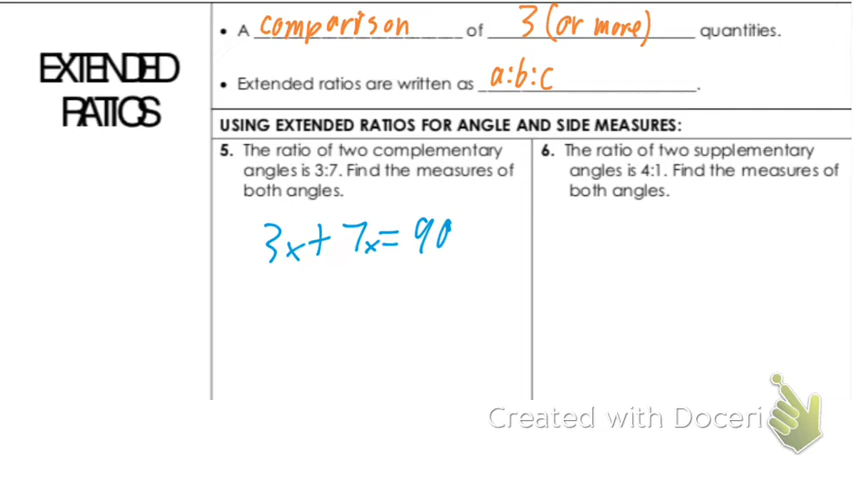 • A comparison of 3 (or more) quantities.
EXTENDED
RATIOS
• Extended ratios are written as a:b:c.
USING EXTENDED RATIOS FOR ANGLE AND SIDE MEASURES:
5. The ratio of two complementary
angles is 3:7. Find the measures of
both angles.
3x + 7x = 90
6. The ratio of two supplementary
angles is 4:1. Find the measures of
both angles.
Created with Doceri